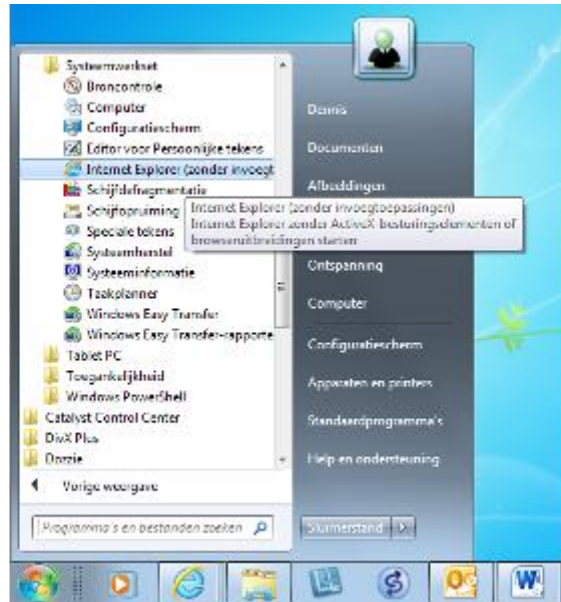 Systeemwerkset
Broncontrole
Computer
Configuratiescherm
Editor voor Persoonlijke tekens
Internet Explorer (zonder invoegt
Schijfdefragmentatie
Schijfopruiming
Speciale tekens
Systeemherstel
Systeeminformatie
Taakplanner
Windows Easy Transfer
Windows Easy Transfer-rapporte
Tablet PC
Toegankelijkheid
Windows PowerShell
Catalyst Control Center
DivX Plus
Vorige weergave
Programma's en bestanden zoeken
Dennis
Documenten
Afbeeldingen
Internet Explorer (zonder invoegtoepassingen)
Internet Explorer zonder ActiveX-besturingselementen of
browseruitbreidingen starten
Ontspanning
Computer
Configuratiescherm
Apparaten en printers
Standaardprogramma's
Help en ondersteuning
Sluimerstand